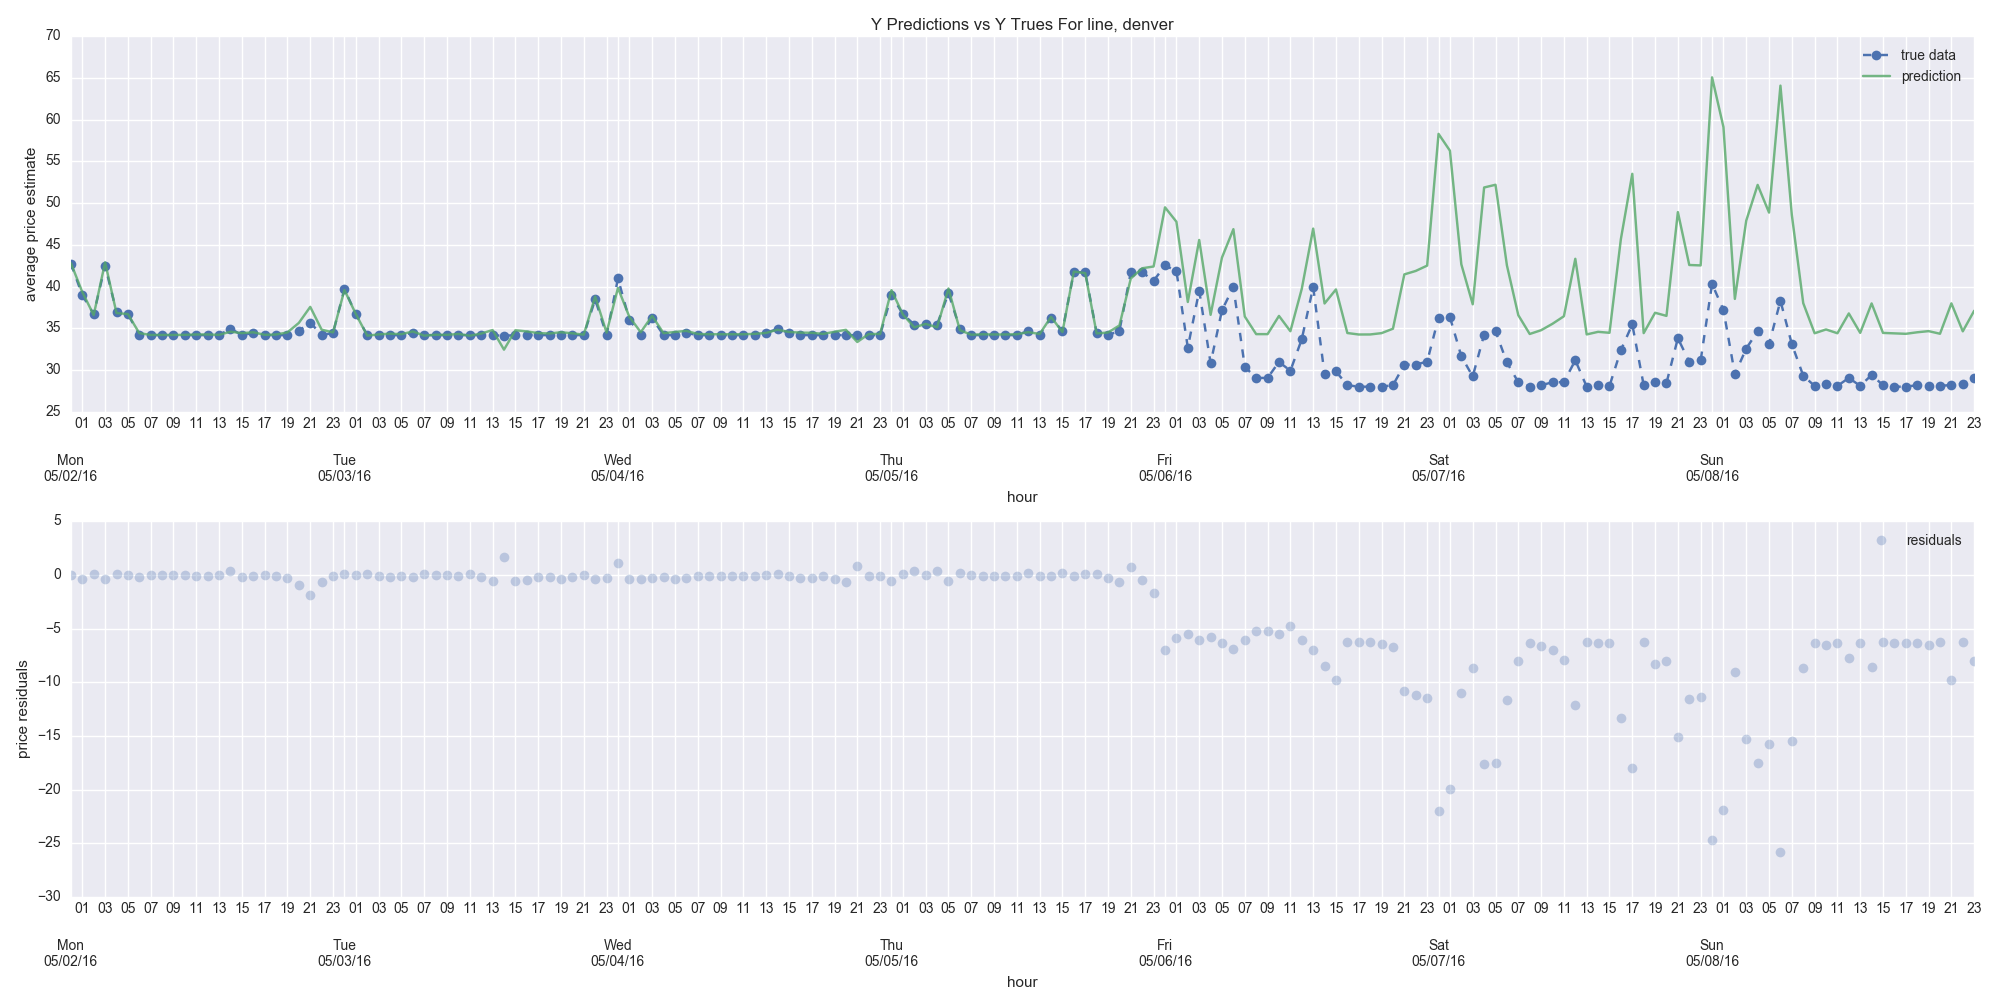 Y Predictions vs Y Trues For line, denver
70
65
60
55
50
45
40
35
30
25
average price estimate
true data
prediction
01 03 05 07 09 11 13 15 17 19 21 23 01 03 05 07 09 11 13 15 17 19 21 23 01 03 05 07 09 11 13 15 17 19 21 23 01 03 05 07 09 11 13 15 17 19 21 23 01 03 05 07 09 11 13 15 17 19 21 23 01 03 05 07 09 11 13 15 17 19 21 23 01 03 05 07 09 11 13 15 17 19 21 23
Mon Tue Wed Thu Fri Sat Sun
05/02/16 05/03/16 05/04/16 05/05/16 05/06/16 05/07/16 05/08/16
hour
5
0
−5
−10
−15
−20
−25
−30
price residuals
residuals
01 03 05 07 09 11 13 15 17 19 21 23 01 03 05 07 09 11 13 15 17 19 21 23 01 03 05 07 09 11 13 15 17 19 21 23 01 03 05 07 09 11 13 15 17 19 21 23 01 03 05 07 09 11 13 15 17 19 21 23 01 03 05 07 09 11 13 15 17 19 21 23 01 03 05 07 09 11 13 15 17 19 21 23
Mon Tue Wed Thu Fri Sat Sun
05/02/16 05/03/16 05/04/16 05/05/16 05/06/16 05/07/16 05/08/16
hour